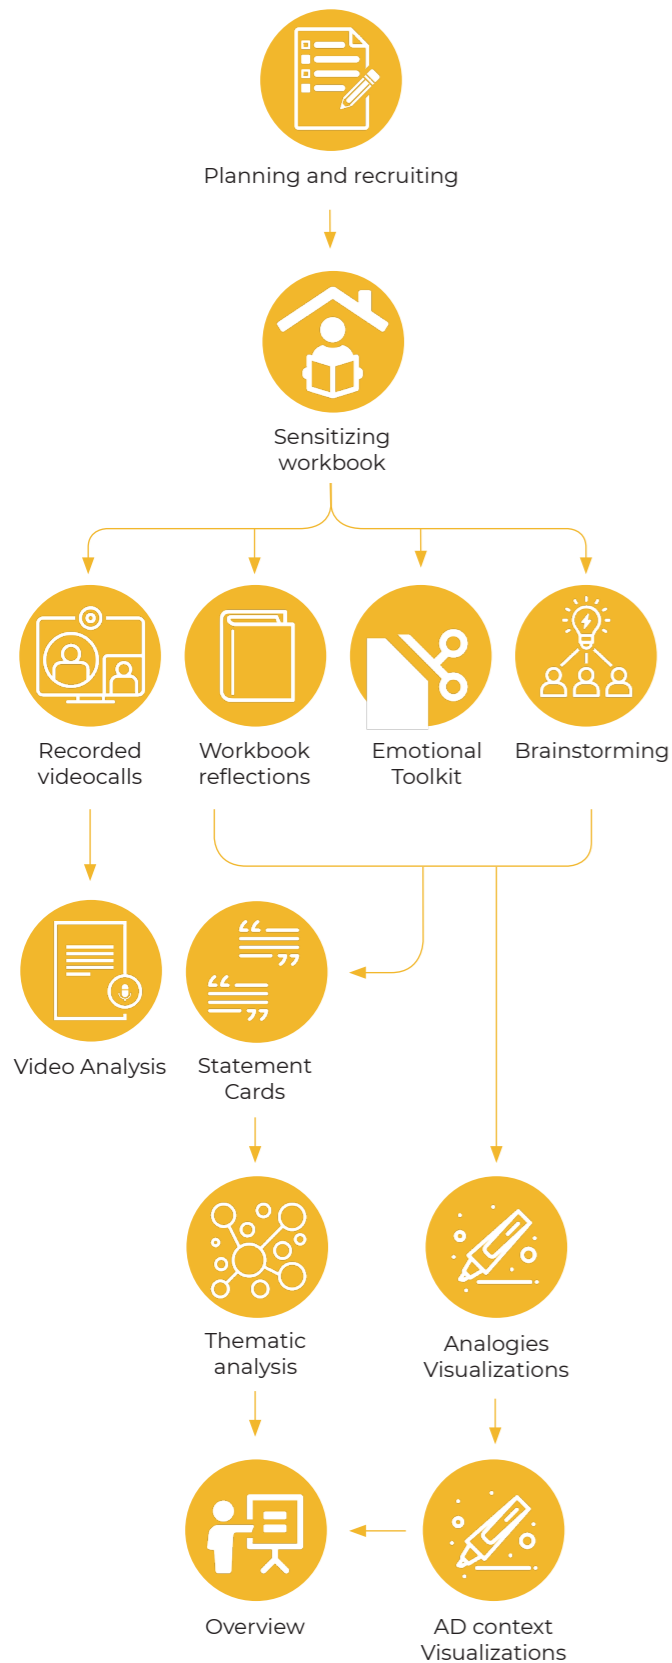 Planning and recruiting
Sensitizing
workbook
Recorded
videocalls
Workbook
reflections
Emotional
Toolkit
Brainstorming
Video Analysis
Statement
Cards
Thematic
analysis
Analogies
Visualizations
Overview
AD context
Visualizations